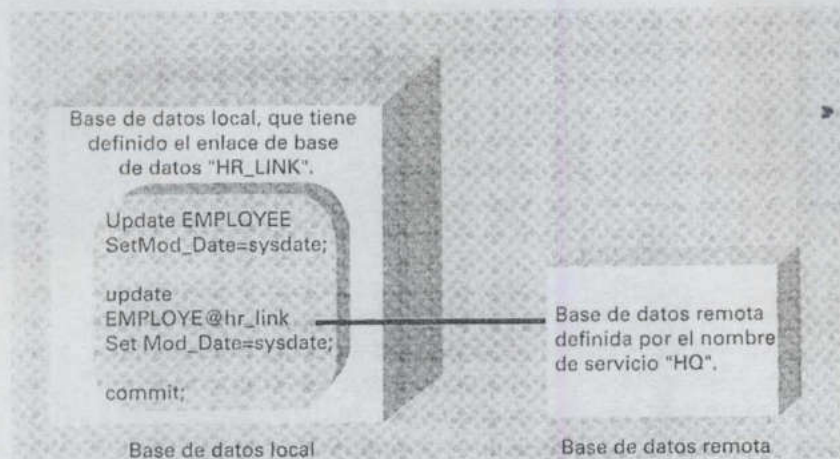 Base de datos local, que tiene
definido el enlace de base
de datos "HR_LINK".
Update EMPLOYEE
SetMod_Date=sysdate;
update
EMPLOYE@hr_link
Set Mod_Date=sysdate;
commit;
Base de datos remota
definida por el nombre
de servicio "HQ".
Base de datos local
Base de datos remota